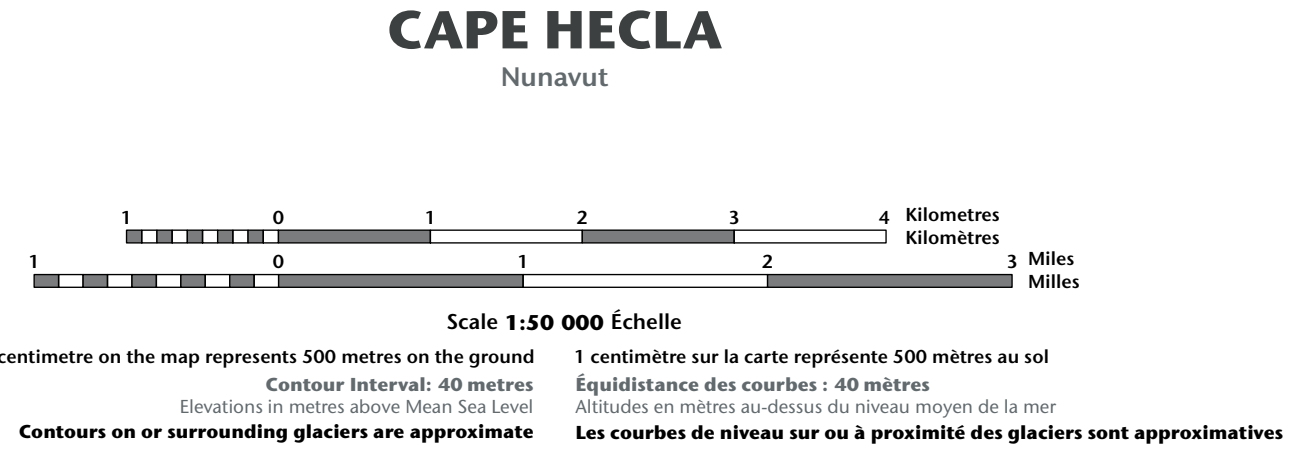 CAPE HECLA
Nunavut
1 0 1 2 3 4 Kilometres
Kilomètres
1 0 1 2 3 Miles
Milles
Scale 1:50 000 Échelle
centimetre on the map represents 500 metres on the ground
1 centimètre sur la carte représente 500 mètres au sol
Contour Interval: 40 metres
Équidistance des courbes : 40 mètres
Elevations in metres above Mean Sea Level
Altitudes en mètres au-dessus du niveau moyen de la mer
Contours on or surrounding glaciers are approximate
Les courbes de niveau sur ou à proximité des glaciers sont approximatives